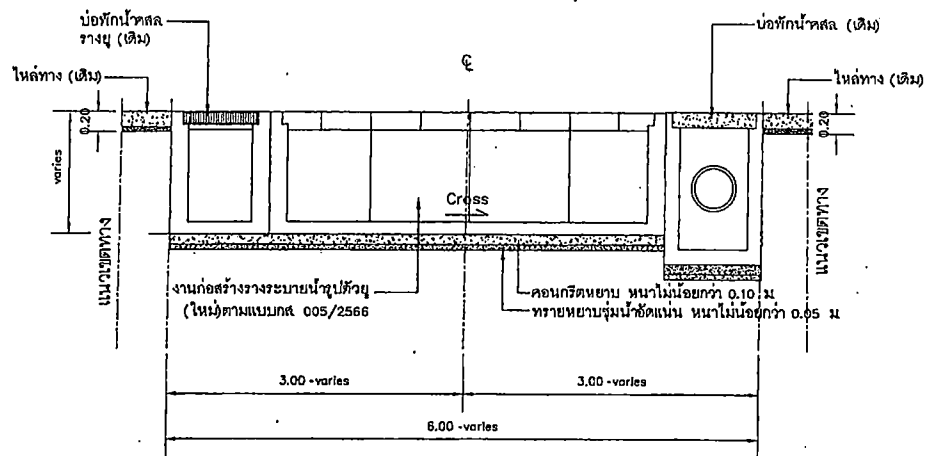 บ่อพักน้ำคสล
รางยู (เดิม)
บ่อพักน้ำคสล (เดิม)
ไหล่ทาง (เดิม)
℄
ไหล่ทาง (เดิม)
0.20
0.20
varies
Cross
แนวเขตทาง
แนวเขตทาง
งานก่อสร้างรางระบายน้ำรูปตัวยู
(ใหม่)ตามแบบกส 005/2566
คอนกรีตหยาบ หนาไม่น้อยกว่า 0.10 ม
ทรายหยาบชุ่มน้ำอัดแน่น หนาไม่น้อยกว่า 0.05 ม
3.00 -varies
3.00 -varies
6.00 -varies